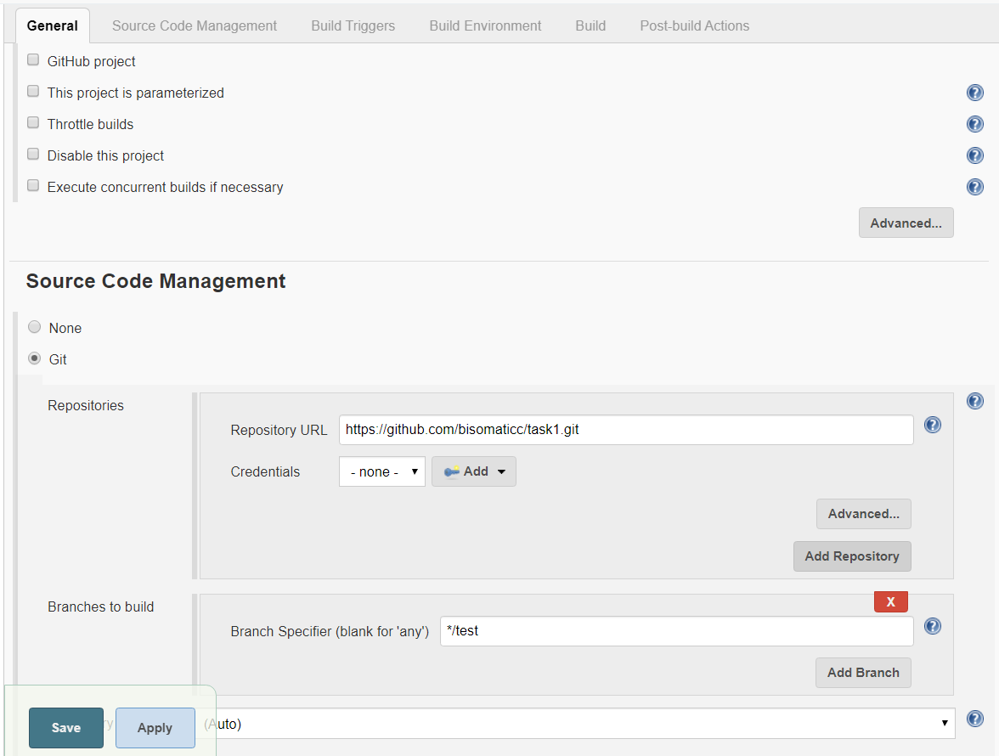 General Source Code Management Build Triggers Build Environment Build Post-build Actions
GitHub project
This project is parameterized
Throttle builds
Disable this project
Execute concurrent builds if necessary
Advanced...
Source Code Management
None
Git
Repositories
Repository URL https://github.com/bisomaticc/task1.git
Credentials - none - Add
Advanced...
Add Repository
Branches to build
X
Branch Specifier (blank for 'any') */test
Add Branch
Save Apply (Auto)